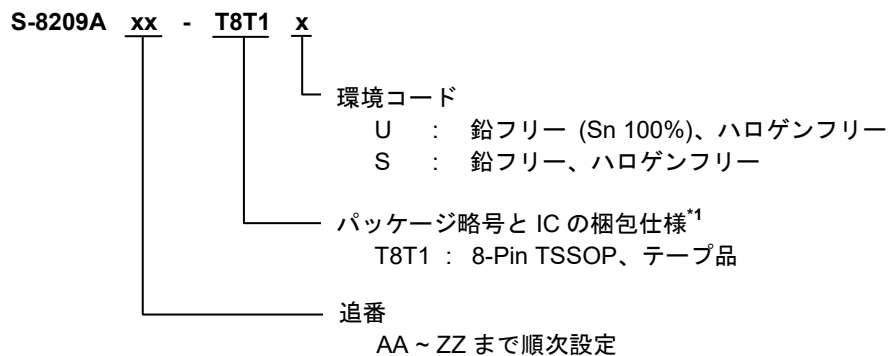 S-8209A xx - T8T1 x
環境コード
U : 鉛フリー (Sn 100%)、ハロゲンフリー
S : 鉛フリー、ハロゲンフリー
パッケージ略号と IC の梱包仕様*1
T8T1 : 8-Pin TSSOP、テープ品
追番
AA ~ ZZ まで順次設定